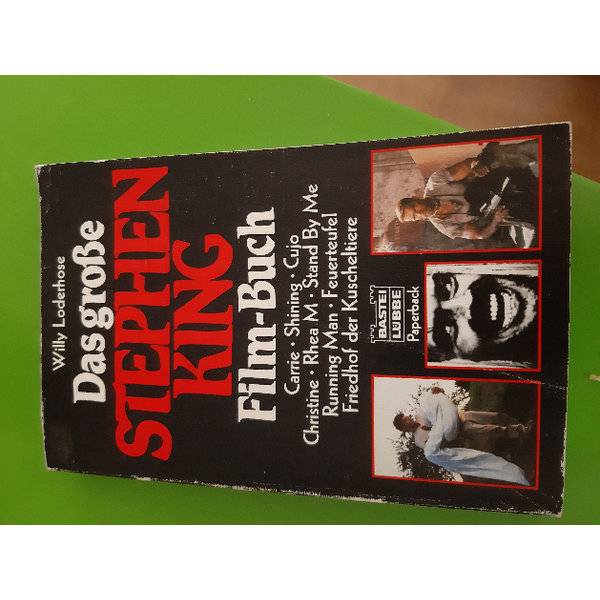 Willy Loderhose
Das große
STEPHEN
KING
Film-Buch
Carrie · Shining · Cujo
Christine · Rhea M · Stand By Me
Running Man · Feuerteufel
Friedhof der Kuscheltiere
BASTEI
LÜBBE
Paperback